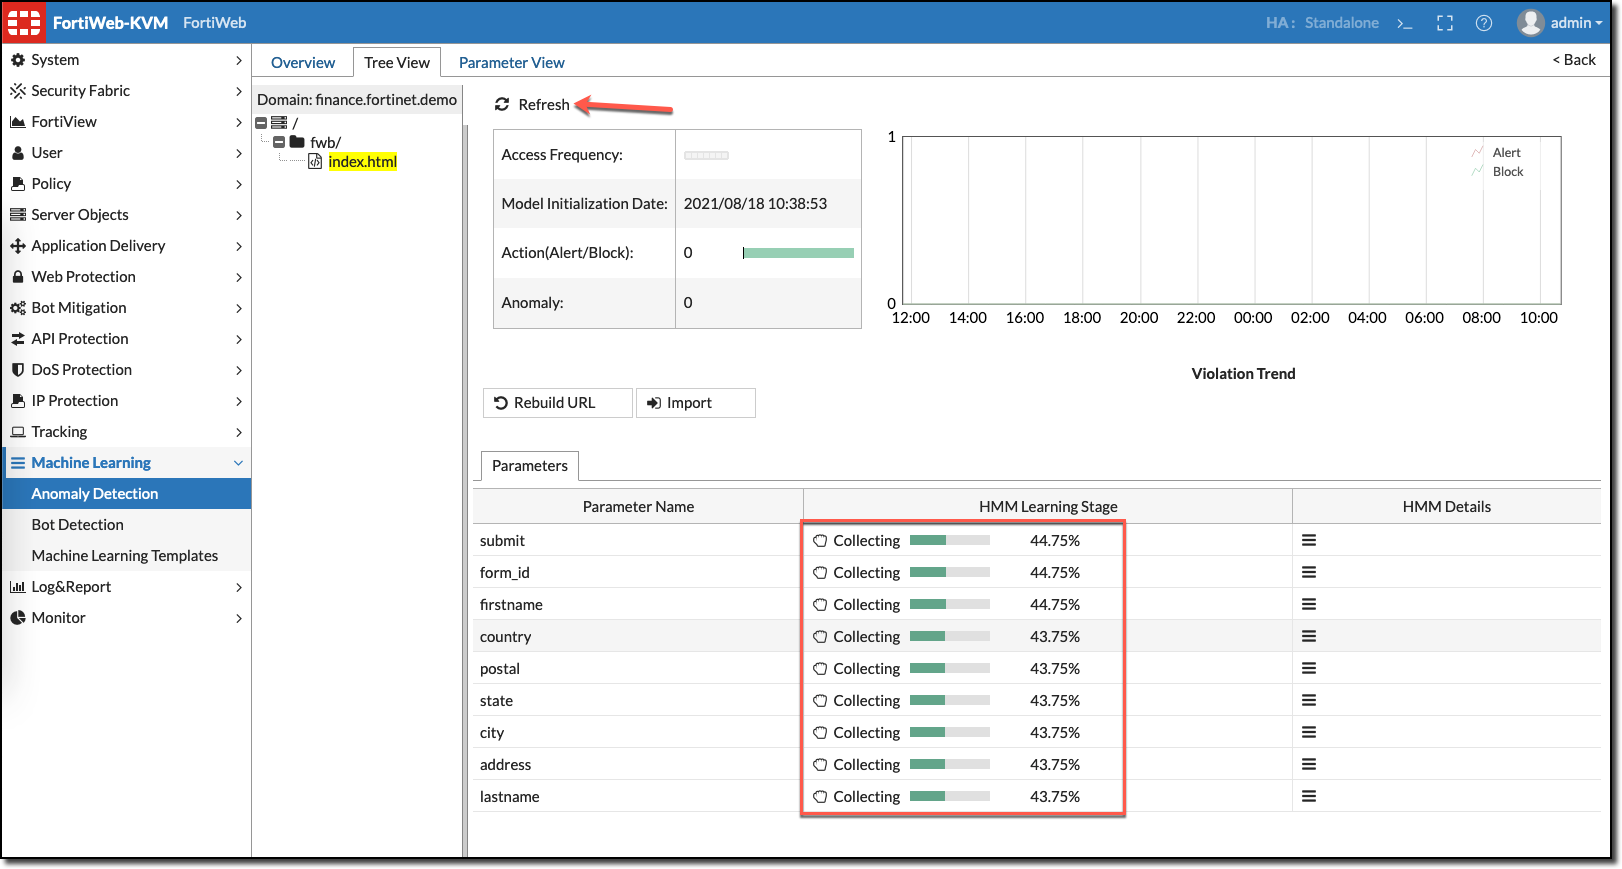 FortiWeb-KVM FortiWeb HA: Standalone >_ admin
System
Security Fabric
FortiView
User
Policy
Server Objects
Application Delivery
Web Protection
Bot Mitigation
API Protection
DoS Protection
IP Protection
Tracking
Machine Learning
Anomaly Detection
Bot Detection
Machine Learning Templates
Log&Report
Monitor
Overview Tree View Parameter View < Back
Domain: finance.fortinet.demo
/
fwb/
index.html
Refresh
Access Frequency:
Model Initialization Date: 2021/08/18 10:38:53
Action(Alert/Block): 0
Anomaly: 0
1
0
Alert
Block
12:00 14:00 16:00 18:00 20:00 22:00 00:00 02:00 04:00 06:00 08:00 10:00
Violation Trend
Rebuild URL Import
Parameters
Parameter Name HMM Learning Stage HMM Details
submit Collecting 44.75%
form_id Collecting 44.75%
firstname Collecting 44.75%
country Collecting 43.75%
postal Collecting 43.75%
state Collecting 43.75%
city Collecting 43.75%
address Collecting 43.75%
lastname Collecting 43.75%